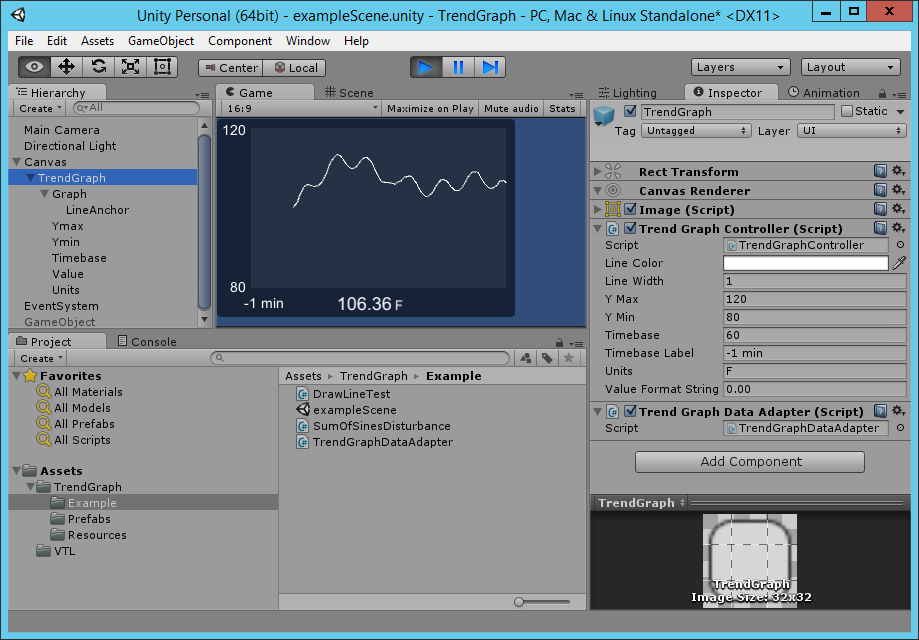 Unity Personal (64bit) - exampleScene.unity - TrendGraph - PC, Mac & Linux Standalone* <DX11>
File Edit Assets GameObject Component Window Help
Center Local Layers Layout
Hierarchy
Create All
Main Camera
Directional Light
Canvas
TrendGraph
Graph
LineAnchor
Ymax
Ymin
Timebase
Value
Units
EventSystem
GameObject
Game Scene
16:9 Maximize on Play Mute audio Stats
120
80
-1 min 106.36 F
Lighting Inspector Animation
TrendGraph Static
Tag Untagged Layer UI
Rect Transform
Canvas Renderer
Image (Script)
Trend Graph Controller (Script)
Script TrendGraphController
Line Color
Line Width 1
Y Max 120
Y Min 80
Timebase 60
Timebase Label -1 min
Units F
Value Format String 0.00
Trend Graph Data Adapter (Script)
Script TrendGraphDataAdapter
Add Component
TrendGraph
TrendGraph
Image Size: 32x32
Project Console
Create
Favorites
All Materials
All Models
All Prefabs
All Scripts
Assets
TrendGraph
Example
Prefabs
Resources
VTL
Assets ▸ TrendGraph ▸ Example
DrawLineTest
exampleScene
SumOfSinesDisturbance
TrendGraphDataAdapter